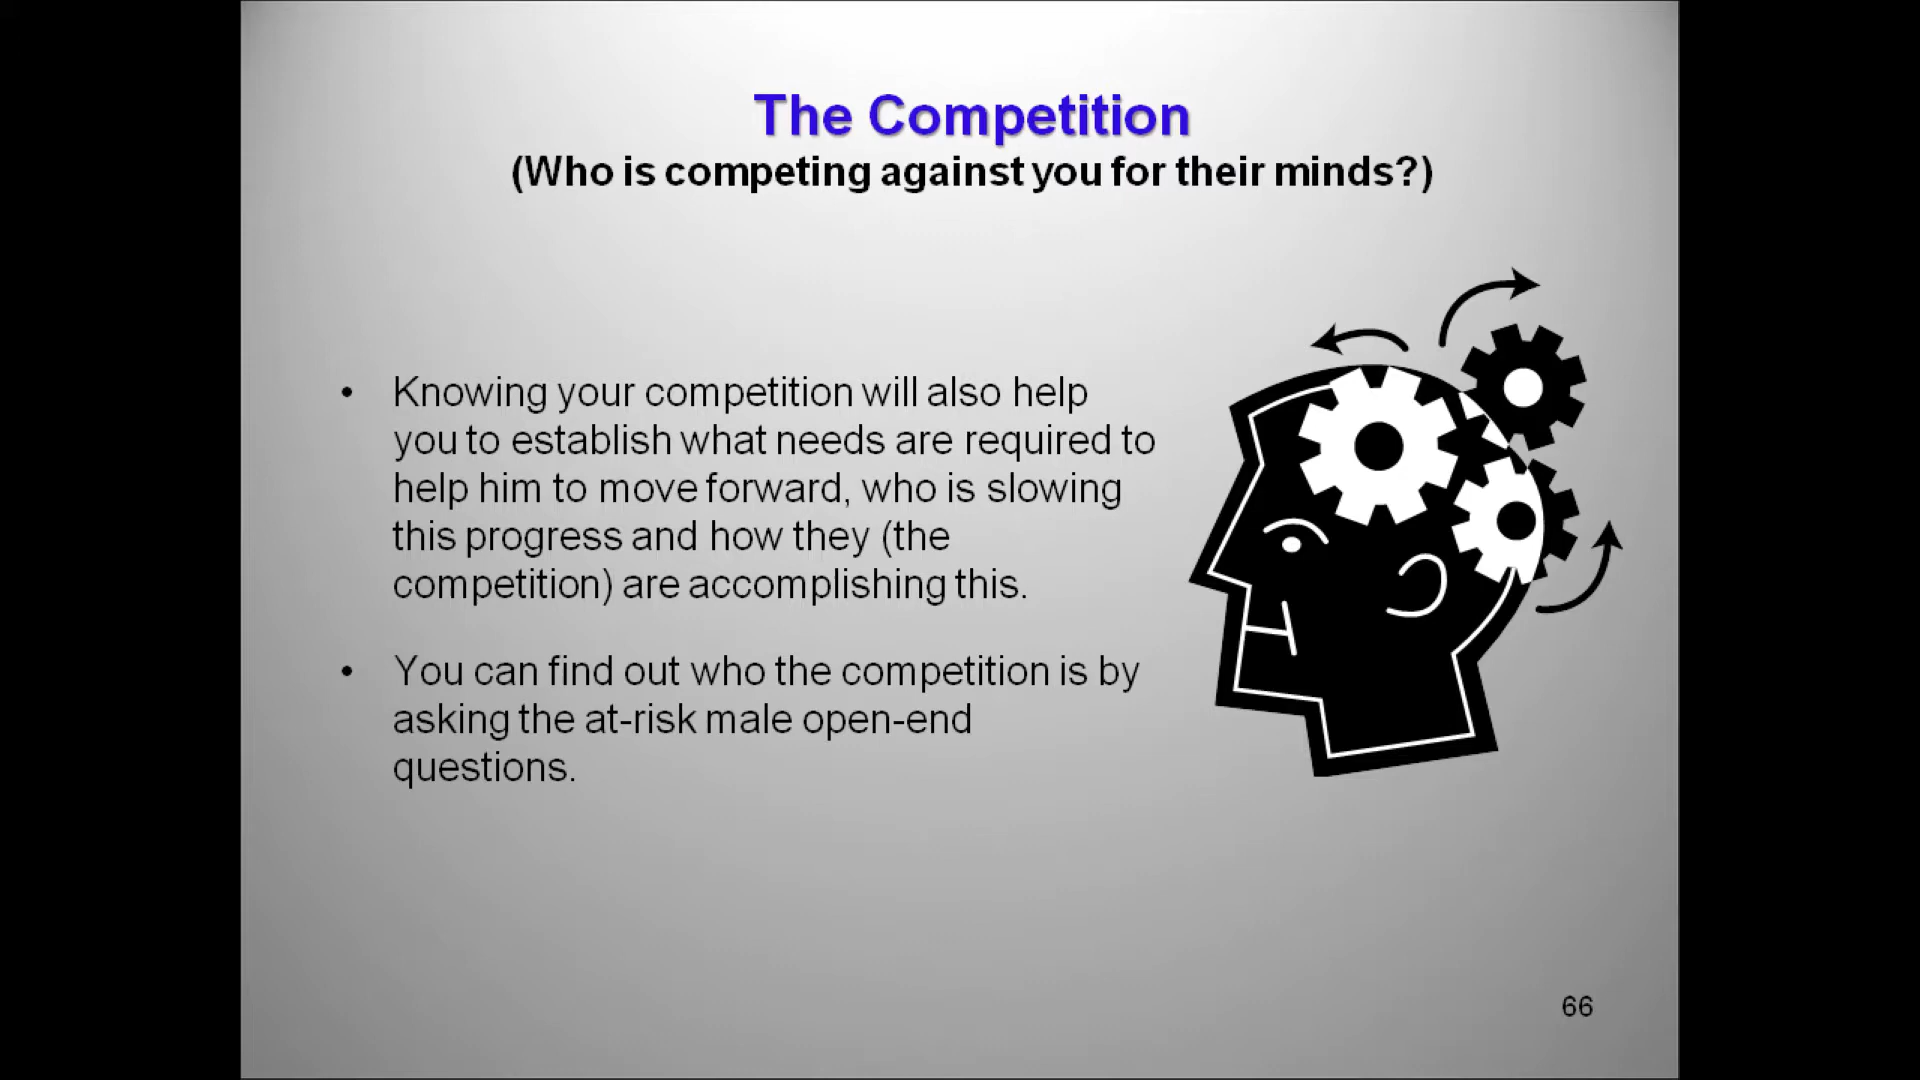 The Competition
(Who is competing against you for their minds?)
• Knowing your competition will also help
you to establish what needs are required to
help him to move forward, who is slowing
this progress and how they (the
competition) are accomplishing this.
• You can find out who the competition is by
asking the at-risk male open-end
questions.
66